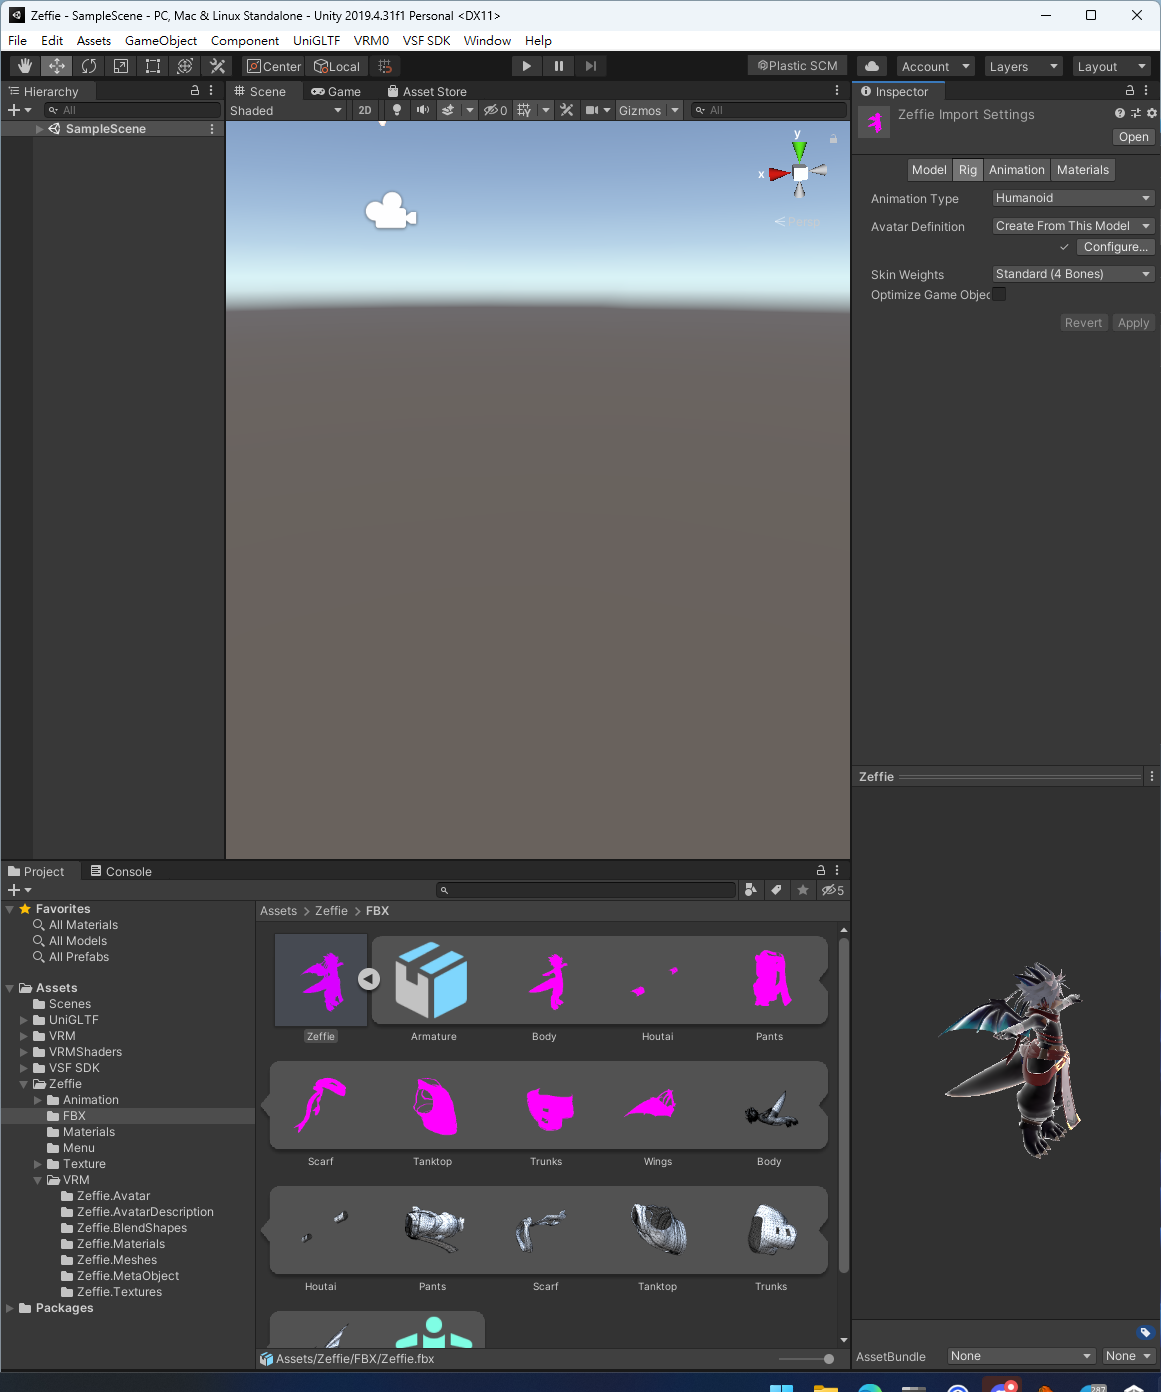 Zeffie - SampleScene - PC, Mac & Linux Standalone - Unity 2019.4.31f1 Personal <DX11>
File Edit Assets GameObject Component UniGLTF VRM0 VSF SDK Window Help
Center Local Plastic SCM Account Layers Layout
Hierarchy
All
SampleScene
Scene Game Asset Store
Shaded 2D 0 Gizmos All
y
x
Persp
Inspector
Zeffie Import Settings
Open
Model Rig Animation Materials
Animation Type Humanoid
Avatar Definition Create From This Model
Configure...
Skin Weights Standard (4 Bones)
Optimize Game Objec
Revert Apply
Zeffie
Project Console
5
Favorites
All Materials
All Models
All Prefabs
Assets
Scenes
UniGLTF
VRM
VRMShaders
VSF SDK
Zeffie
Animation
FBX
Materials
Menu
Texture
VRM
Zeffie.Avatar
Zeffie.AvatarDescription
Zeffie.BlendShapes
Zeffie.Materials
Zeffie.Meshes
Zeffie.MetaObject
Zeffie.Textures
Packages
Assets > Zeffie > FBX
Zeffie Armature Body Houtai Pants
Scarf Tanktop Trunks Wings Body
Houtai Pants Scarf Tanktop Trunks
Assets/Zeffie/FBX/Zeffie.fbx
AssetBundle None None
287